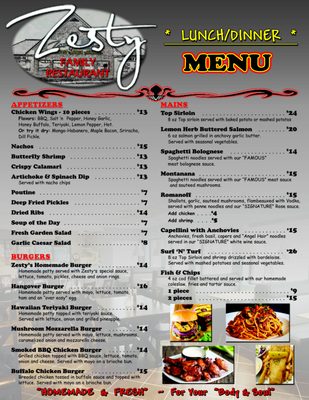 Zesty
FAMILY
RESTAURANT
* LUNCH/DINNER *
MENU
APPETIZERS
Chicken Wings - 10 pieces $13
Flavors: BBQ, Salt 'n Pepper, Honey Garlic,
Honey Buffalo, Teriyaki, Lemon Pepper, Hot.
Or try it dry: Mango Habanero, Maple Bacon, Sriracha,
Dill Pickle.
Nachos $15
Butterfly Shrimp $13
Crispy Calamari $13
Artichoke & Spinach Dip $13
Served with nacho chips
Poutine $7
Deep Fried Pickles $7
Dried Ribs $14
Soup of the Day $7
Fresh Garden Salad $7
Garlic Caesar Salad $8
BURGERS
Zesty's Homemade Burger $14
Homemade patty served with Zesty's special sauce,
lettuce, tomato, pickles, cheese and onion rings.
Hangover Burger $16
Homemade patty served with mayo, lettuce, tomato,
ham and an "over easy" egg.
Hawaiian Teriyaki Burger $14
Homemade patty topped with teriyaki sauce.
Served with lettuce, onion and grilled pineapple.
Mushroom Mozzarella Burger $14
Homemade patty served with mayo, lettuce, mushrooms,
caramelized onion and mozzarella cheese.
Smoked BBQ Chicken Burger $14
Grilled chicken topped with BBQ sauce, lettuce, tomato,
onion and cheese. Served with mayo on a brioche bun.
Buffalo Chicken Burger $15
Breaded chicken tossed in buffalo sauce and topped with
lettuce. Served with mayo on a brioche bun.
MAINS
Top Sirloin $24
8 oz Top sirloin served with baked potato or mashed potatoes
Lemon Herb Buttered Salmon $20
6 oz salmon grilled in anchovy garlic butter.
Served with seasonal vegetables.
Spaghetti Bolognese $14
Spaghetti noodles served with our "FAMOUS"
meat bolognese sauce.
Montanana $15
Spaghetti noodles served with our "FAMOUS" meat sauce
and sauteed mushrooms.
Romanoff $15
Shallots, garlic, sauteed mushrooms, flambeaused with Vodka,
served with penne noodles and our "SIGNATURE" Rose sauce.
Add chicken $4
Add shrimp $5
Capellini with Anchovies $15
Anchovies, fresh basil, capers and "Angel Hair" noodles
served in our "SIGNATURE" white wine sauce.
Surf 'N' Turf $26
8 oz Top Sirloin and shrimp drizzled with bordelaise.
Served with mashed potatoes and seasonal vegetables.
Fish & Chips
4 oz cod fillet battered and served with our homemade
coleslaw, fries and tartar sauce.
1 piece $9
2 pieces $15
"HOMEMADE & FRESH" - For Your "Body & Soul"